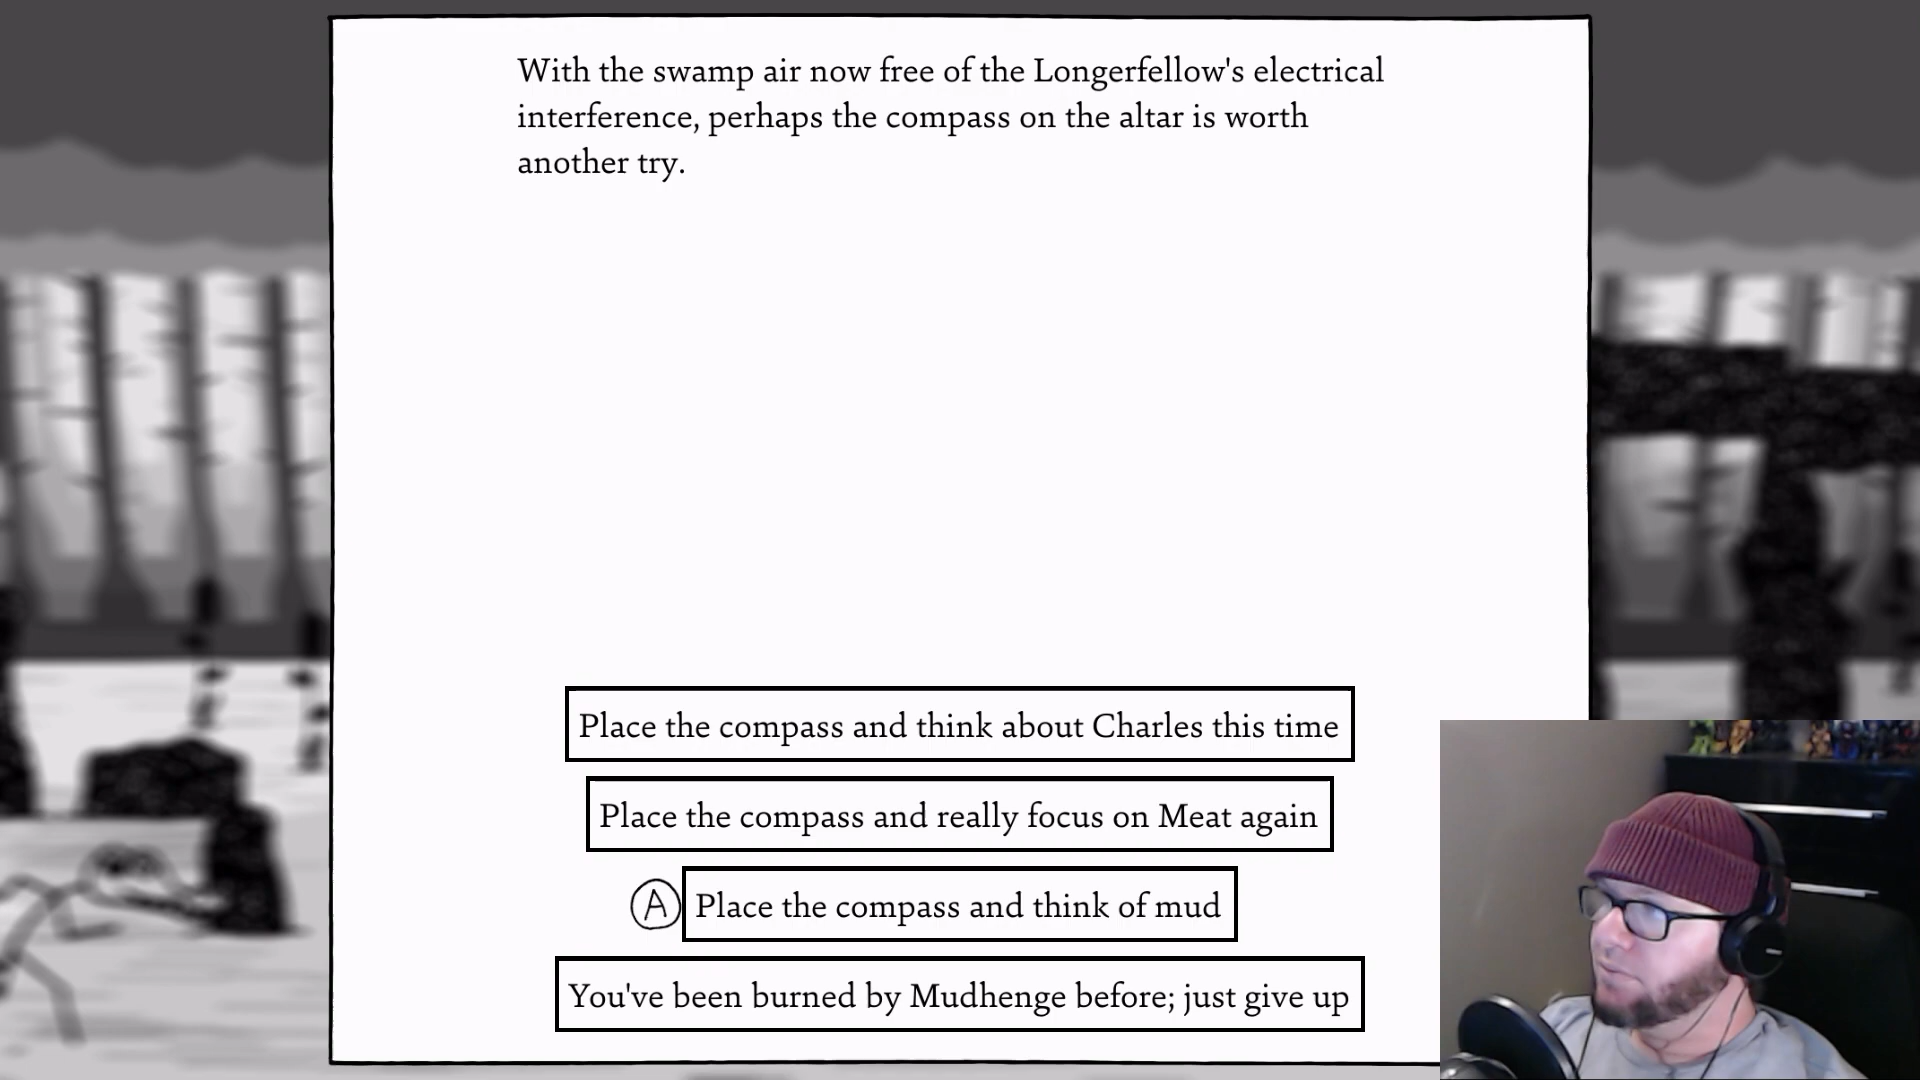 With the swamp air now free of the Longerfellow's electrical
interference, perhaps the compass on the altar is worth
another try.
Place the compass and think about Charles this time
Place the compass and really focus on Meat again
A Place the compass and think of mud
You've been burned by Mudhenge before; just give up